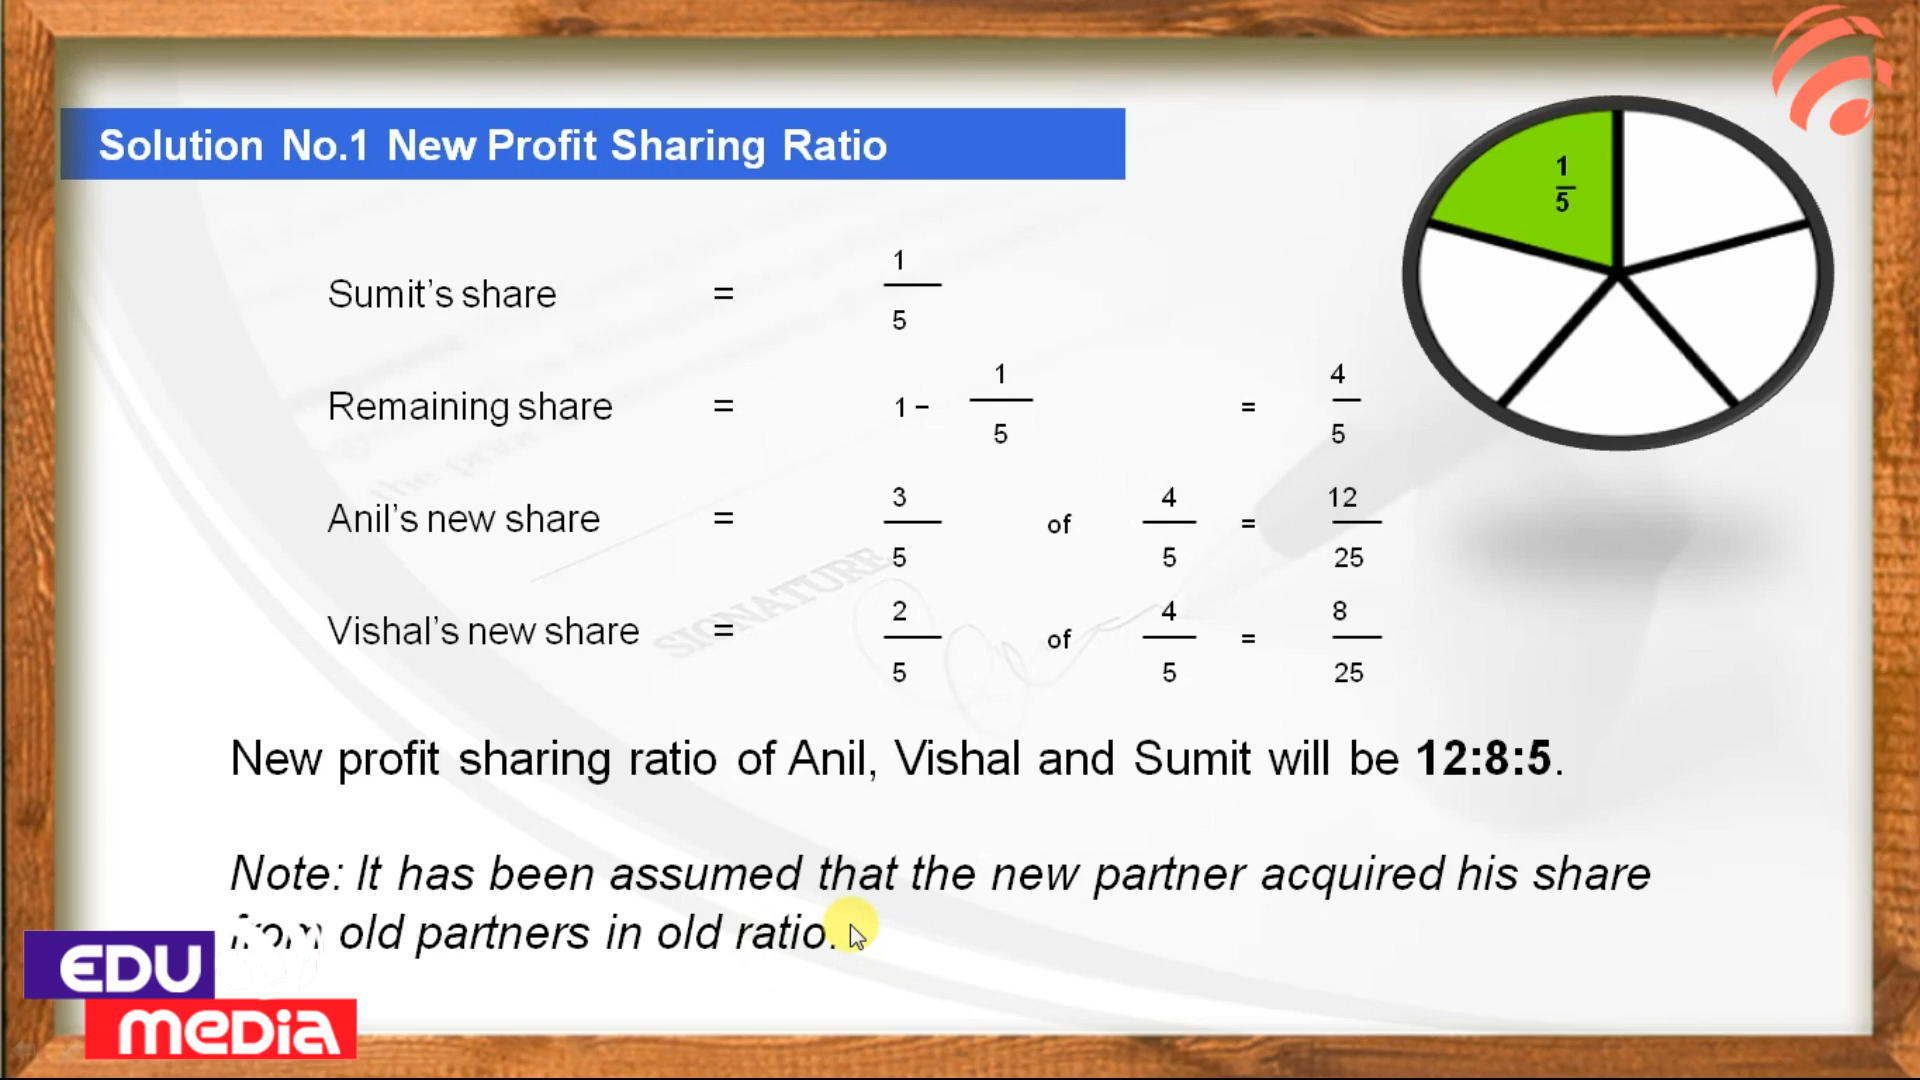 Solution No.1 New Profit Sharing Ratio
1
5
Sumit's share = 1/5
Remaining share = 1 – 1/5 = 4/5
Anil's new share = 3/5 of 4/5 = 12/25
Vishal's new share = 2/5 of 4/5 = 8/25
New profit sharing ratio of Anil, Vishal and Sumit will be 12:8:5.
Note: It has been assumed that the new partner acquired his share
from old partners in old ratio.
SIGNATURE
EDU
meDia